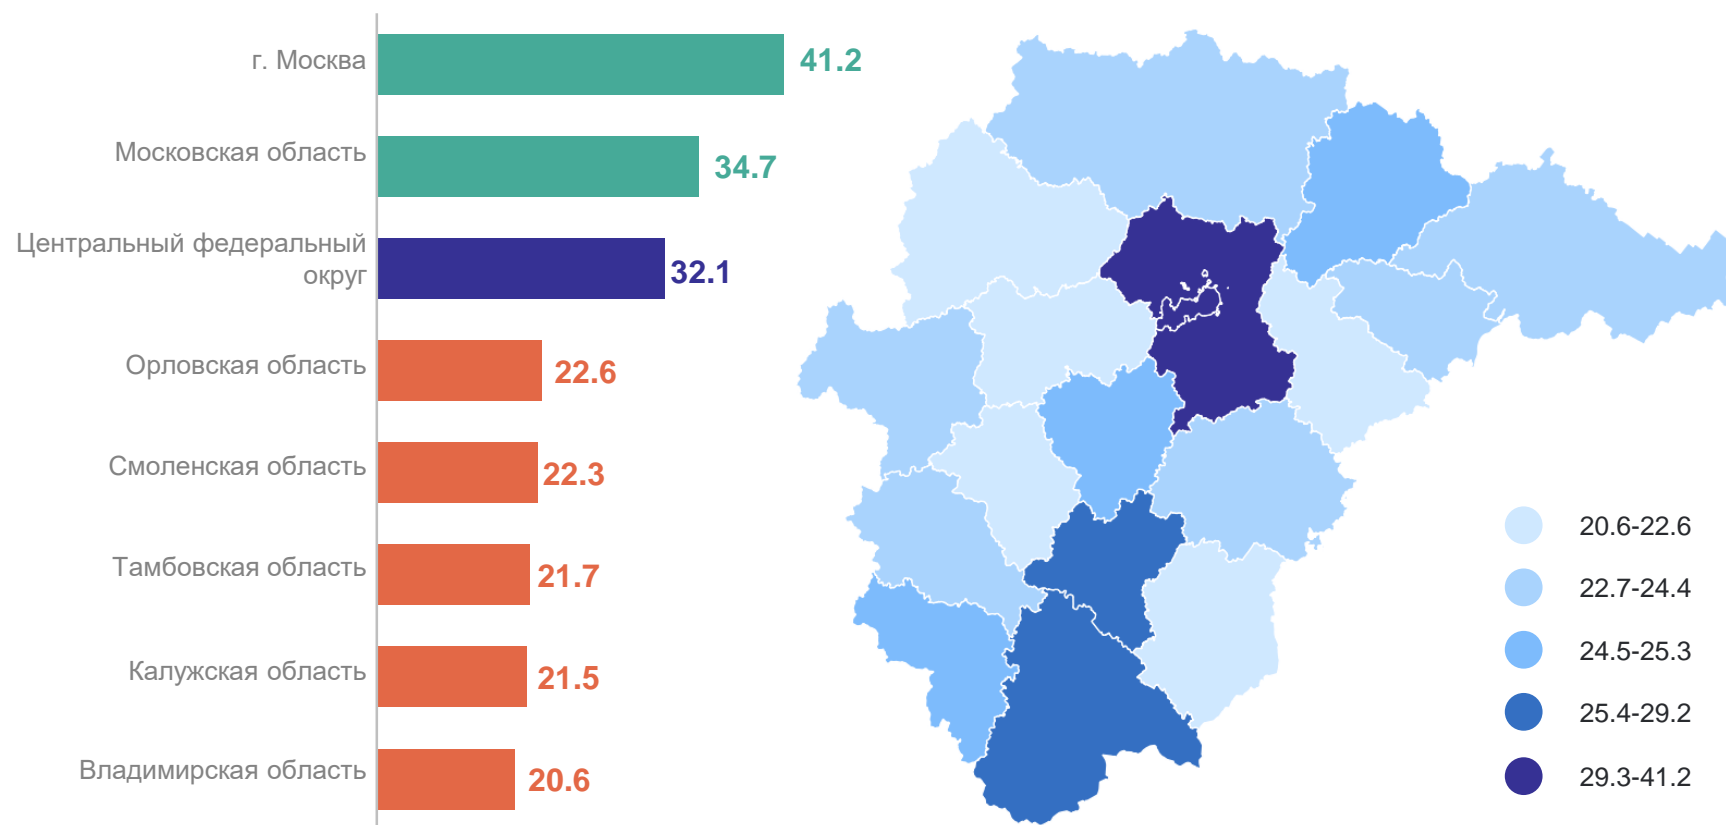 г. Москва
41.2
Московская область
34.7
Центральный федеральный
округ
32.1
Орловская область
22.6
Смоленская область
22.3
Тамбовская область
21.7
Калужская область
21.5
Владимирская область
20.6
20.6-22.6
22.7-24.4
24.5-25.3
25.4-29.2
29.3-41.2